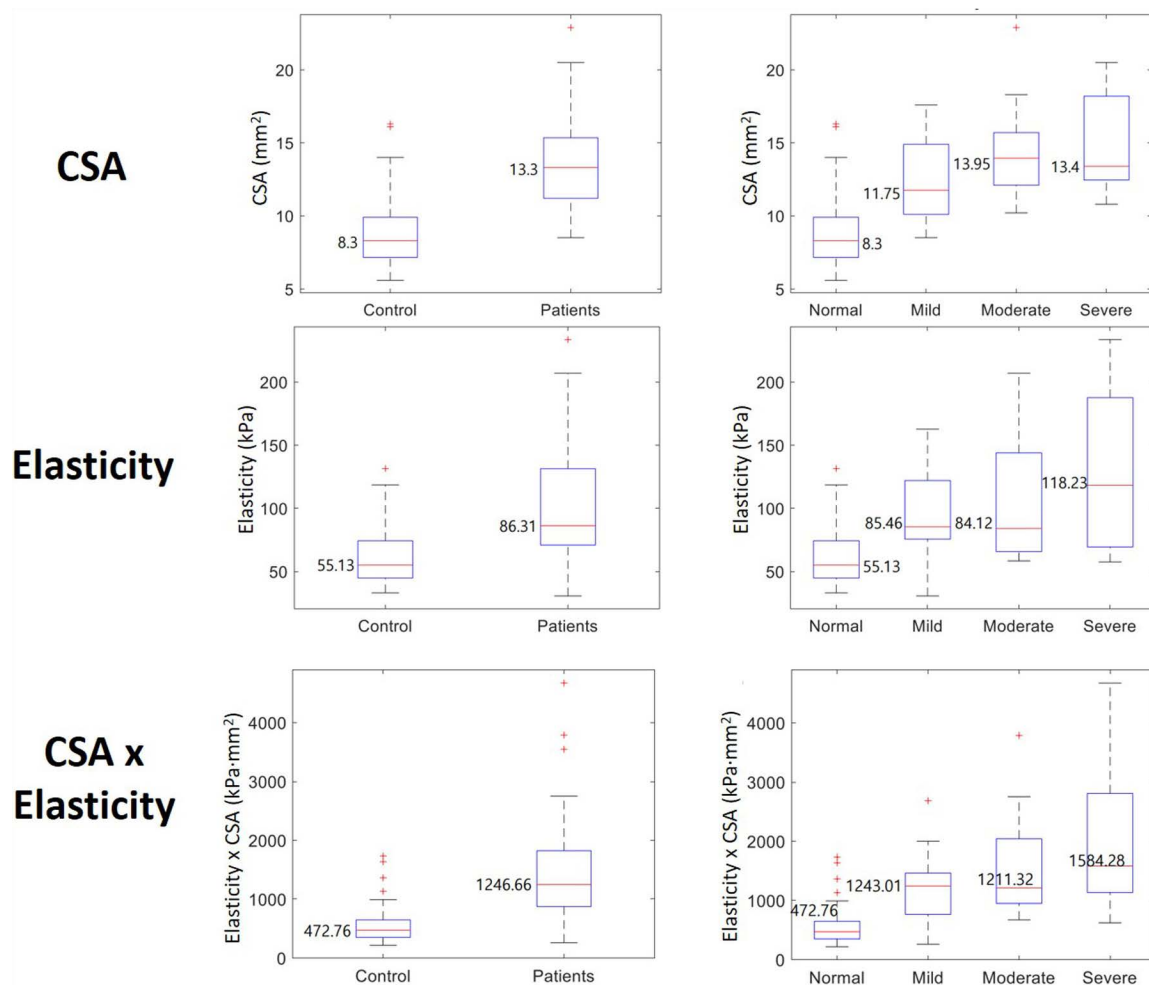 CSA
CSA (mm²)
20
15
10
5
8.3
13.3
Control
Patients
CSA (mm²)
20
15
10
5
8.3
11.75
13.95
13.4
Normal
Mild
Moderate
Severe
Elasticity
Elasticity (kPa)
200
150
100
50
55.13
86.31
Control
Patients
Elasticity (kPa)
200
150
100
50
55.13
85.46
84.12
118.23
Normal
Mild
Moderate
Severe
CSA x
Elasticity
Elasticity x CSA (kPa·mm²)
4000
3000
2000
1000
0
472.76
1246.66
Control
Patients
Elasticity x CSA (kPa·mm²)
4000
3000
2000
1000
0
472.76
1243.01
1211.32
1584.28
Normal
Mild
Moderate
Severe